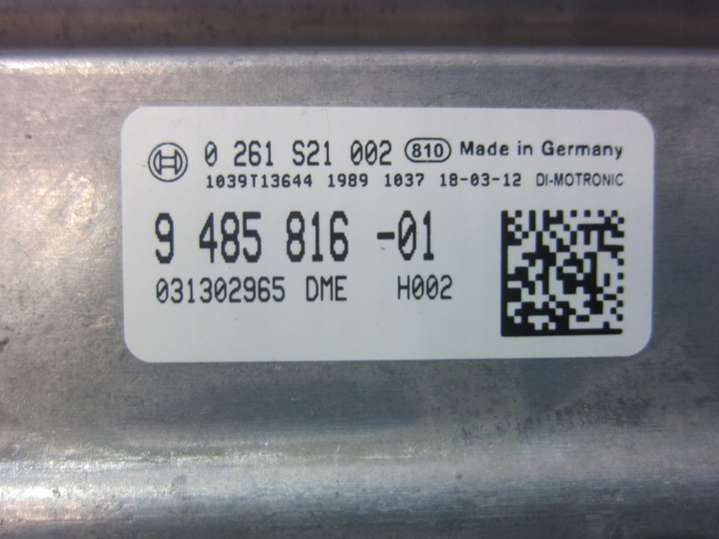 0 261 S21 002 810 Made in Germany
1039T13644 1989 1037 18-03-12 DI-MOTRONIC
9 485 816 -01
031302965 DME H002